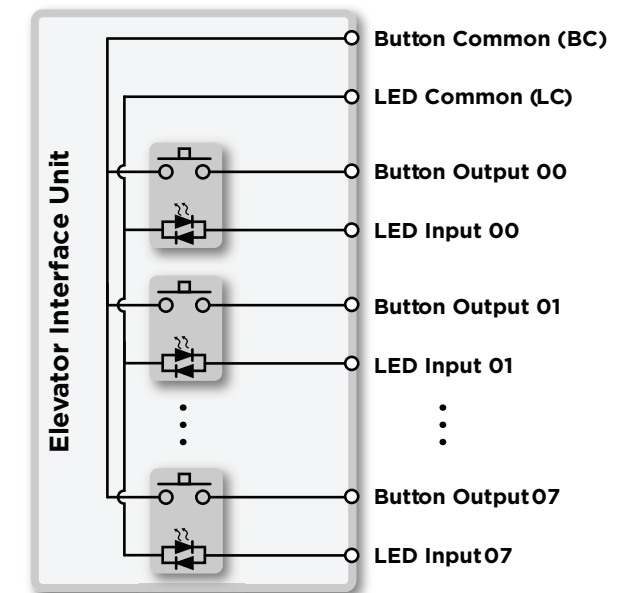 Elevator Interface Unit
Button Common (BC)
LED Common (LC)
Button Output 00
LED Input 00
Button Output 01
LED Input 01
Button Output 07
LED Input 07